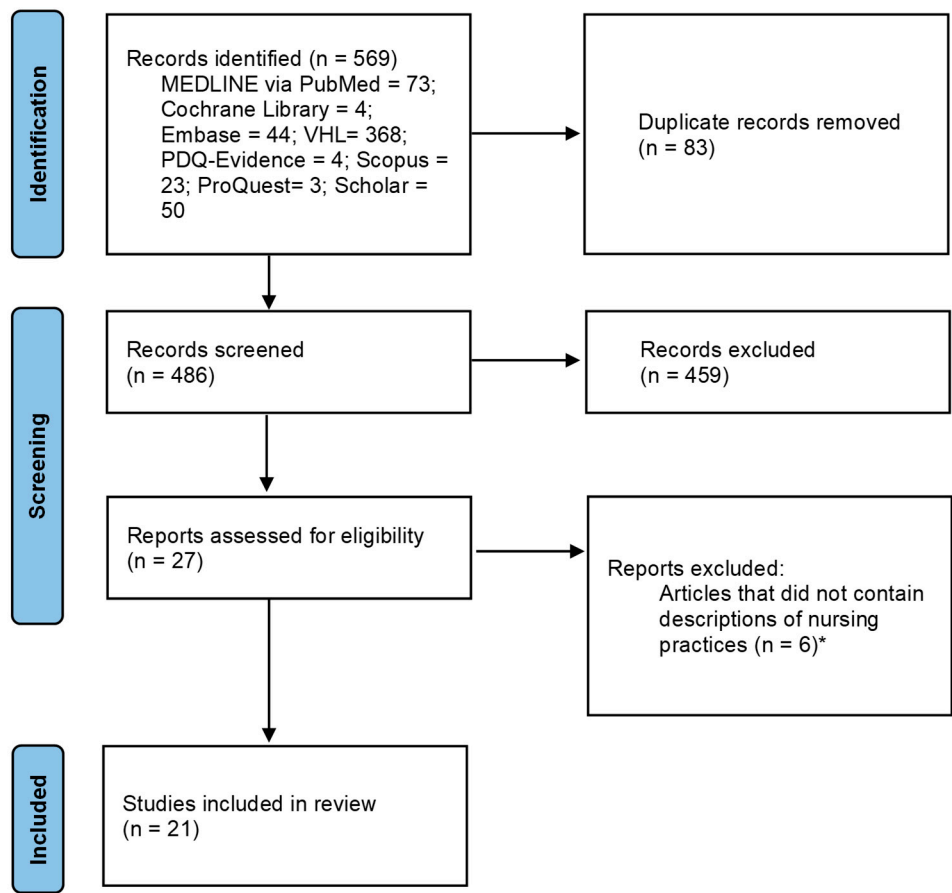 Identification
Records identified (n = 569)
MEDLINE via PubMed = 73;
Cochrane Library = 4;
Embase = 44; VHL= 368;
PDQ-Evidence = 4; Scopus =
23; ProQuest= 3; Scholar =
50
Duplicate records removed
(n = 83)
Screening
Records screened
(n = 486)
Records excluded
(n = 459)
Reports assessed for eligibility
(n = 27)
Reports excluded:
Articles that did not contain
descriptions of nursing
practices (n = 6)*
Included
Studies included in review
(n = 21)